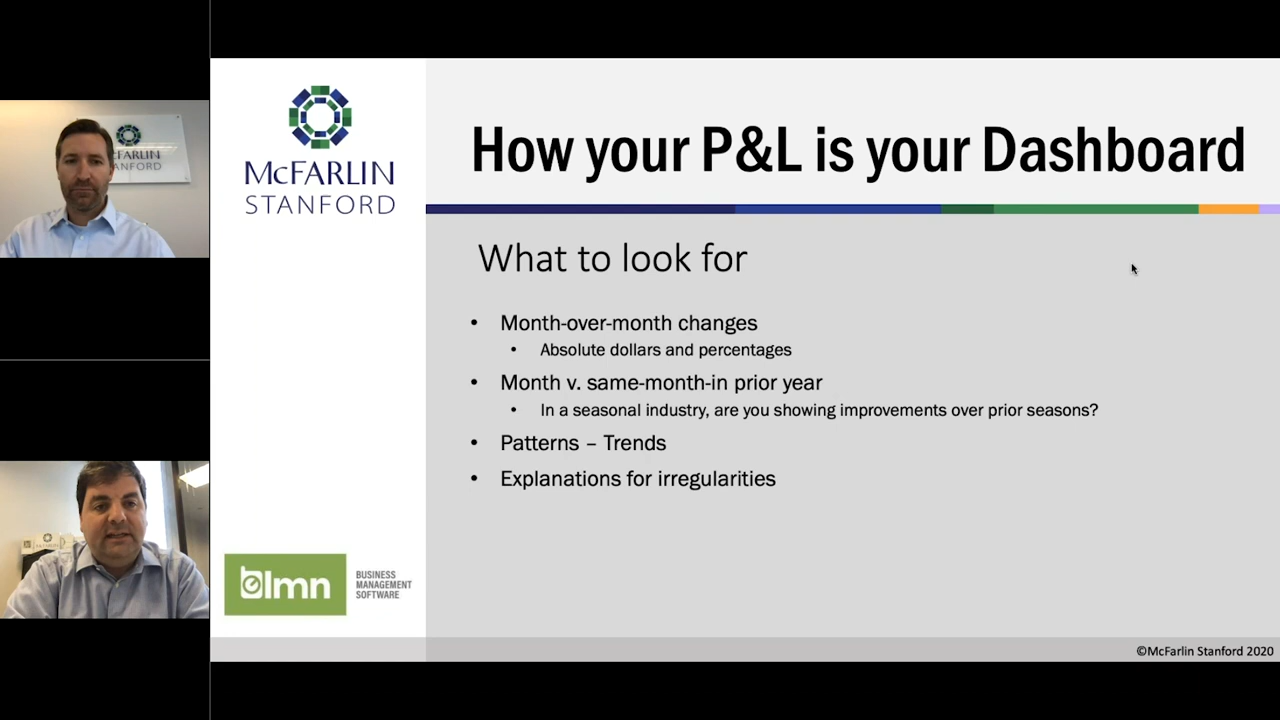 McFARLIN
STANFORD
McFARLIN
STANFORD
How your P&L is your Dashboard
What to look for
• Month-over-month changes
• Absolute dollars and percentages
• Month v. same-month-in prior year
• In a seasonal industry, are you showing improvements over prior seasons?
• Patterns – Trends
• Explanations for irregularities
lmn
BUSINESS
MANAGEMENT
SOFTWARE
©McFarlin Stanford 2020